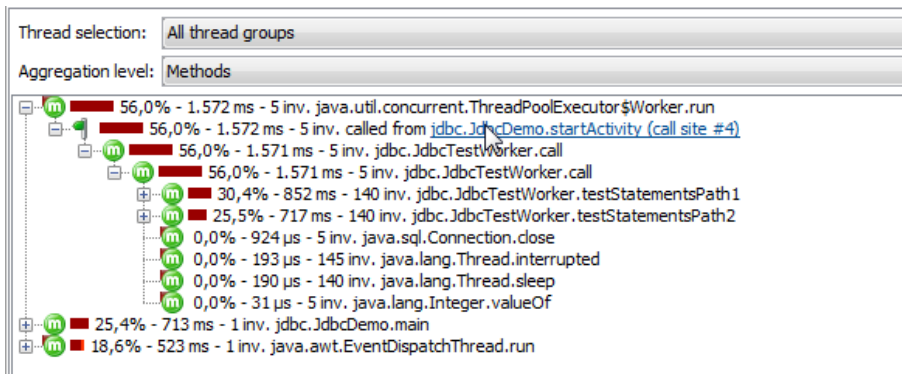 Thread selection: All thread groups
Aggregation level: Methods
56,0% - 1.572 ms - 5 inv. java.util.concurrent.ThreadPoolExecutor$Worker.run
56,0% - 1.572 ms - 5 inv. called from jdbc.JdbcDemo.startActivity (call site #4)
56,0% - 1.571 ms - 5 inv. jdbc.JdbcTestWorker.call
56,0% - 1.571 ms - 5 inv. jdbc.JdbcTestWorker.call
30,4% - 852 ms - 140 inv. jdbc.JdbcTestWorker.testStatementsPath1
25,5% - 717 ms - 140 inv. jdbc.JdbcTestWorker.testStatementsPath2
0,0% - 924 µs - 5 inv. java.sql.Connection.close
0,0% - 193 µs - 145 inv. java.lang.Thread.interrupted
0,0% - 190 µs - 140 inv. java.lang.Thread.sleep
0,0% - 31 µs - 5 inv. java.lang.Integer.valueOf
25,4% - 713 ms - 1 inv. jdbc.JdbcDemo.main
18,6% - 523 ms - 1 inv. java.awt.EventDispatchThread.run